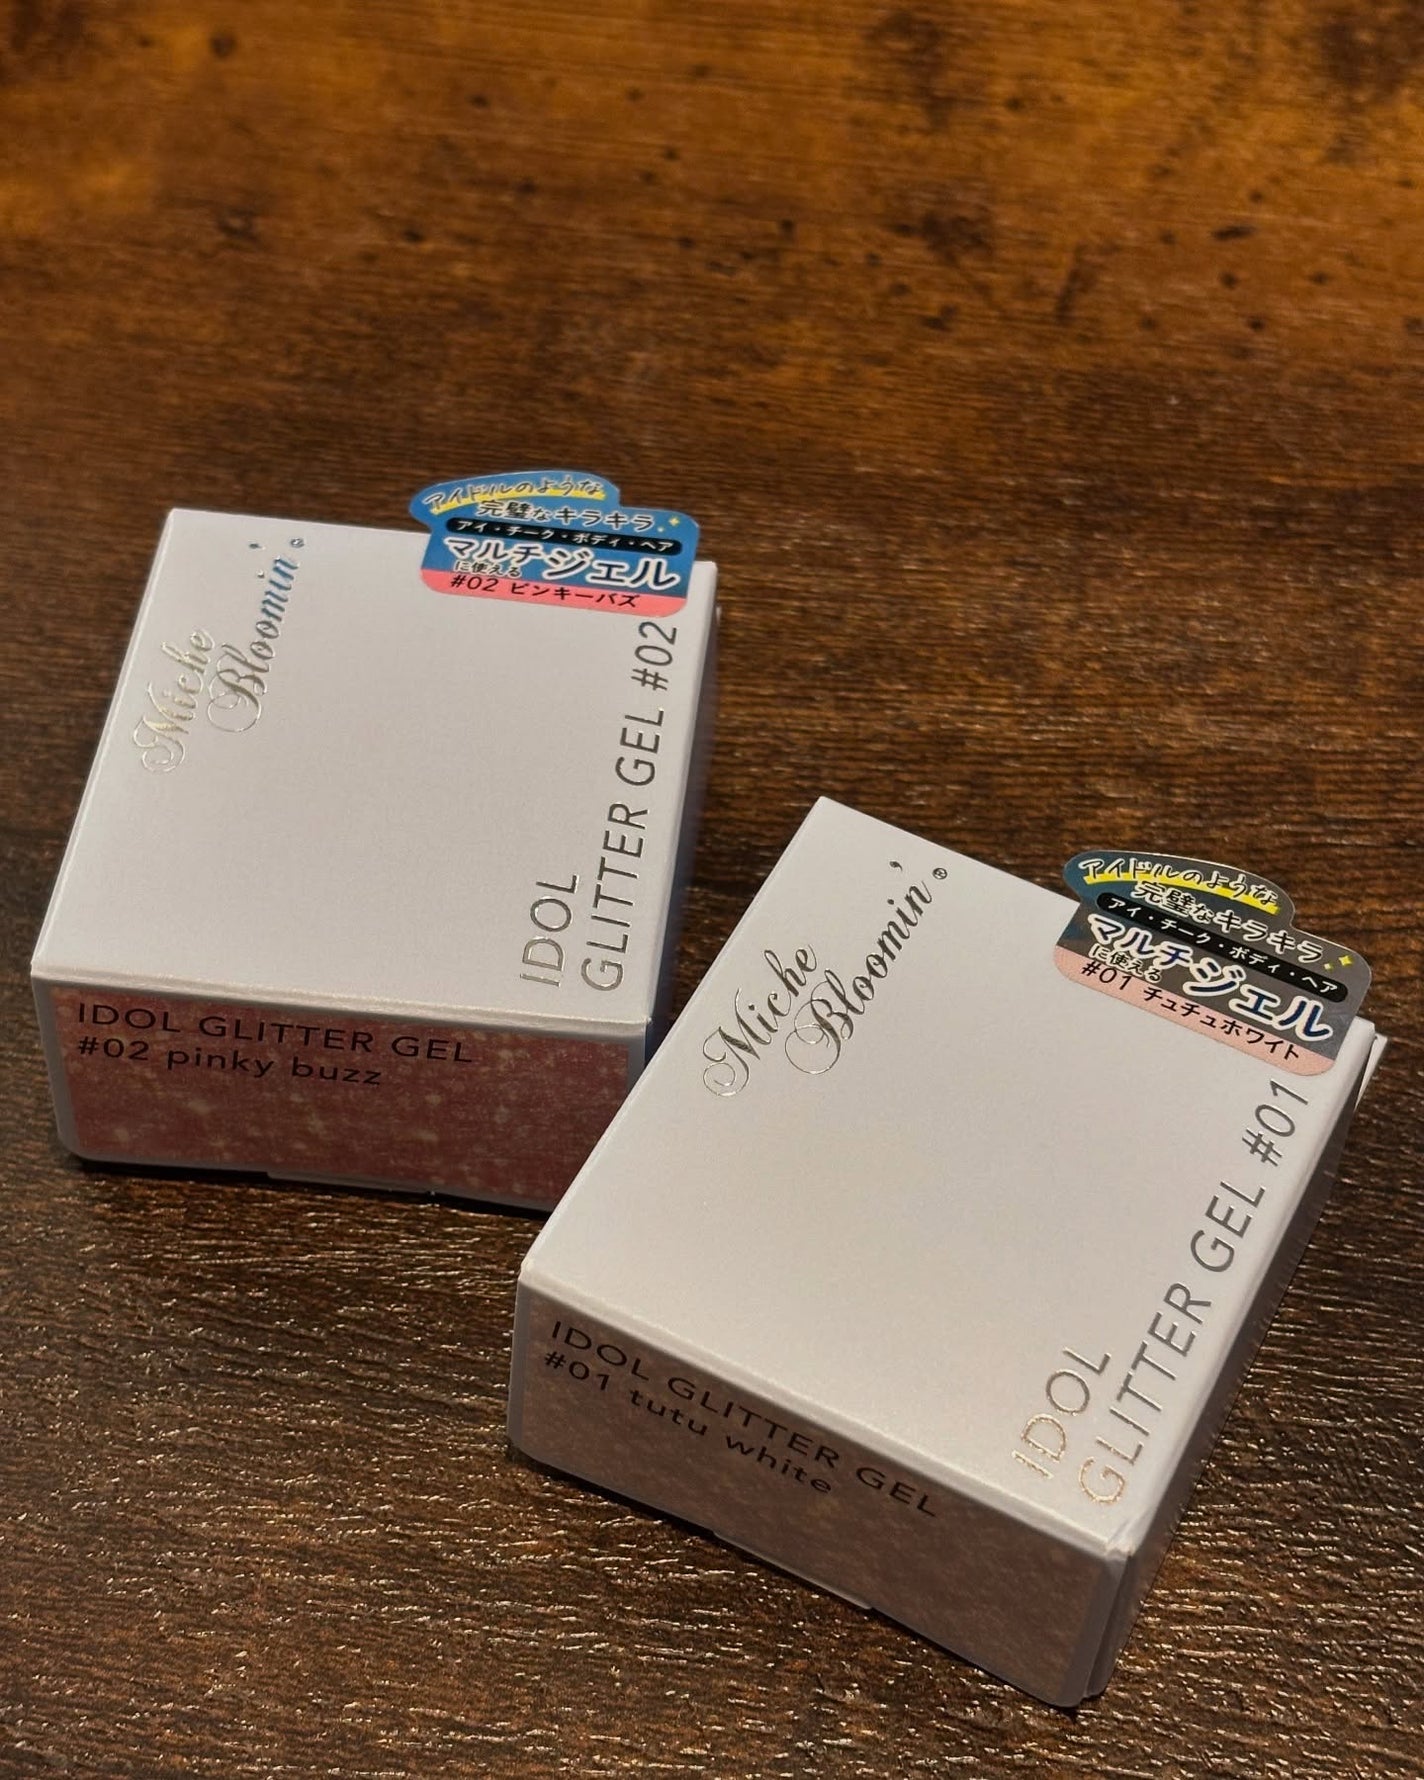 アイドルのような
完璧なキラキラ
アイ・チーク・ボディ・ヘア
マルチジェル
に使える
#02 ピンキーバズ
Miche
Bloomin'®
IDOL
GLITTER GEL #02
IDOL GLITTER GEL
#02 pinky buzz
アイドルのような
完璧なキラキラ
アイ・チーク・ボディ・ヘア
マルチジェル
に使える
#01 チュチュホワイト
Miche
Bloomin'®
IDOL
GLITTER GEL #01
IDOL GLITTER GEL
#01 tutu white